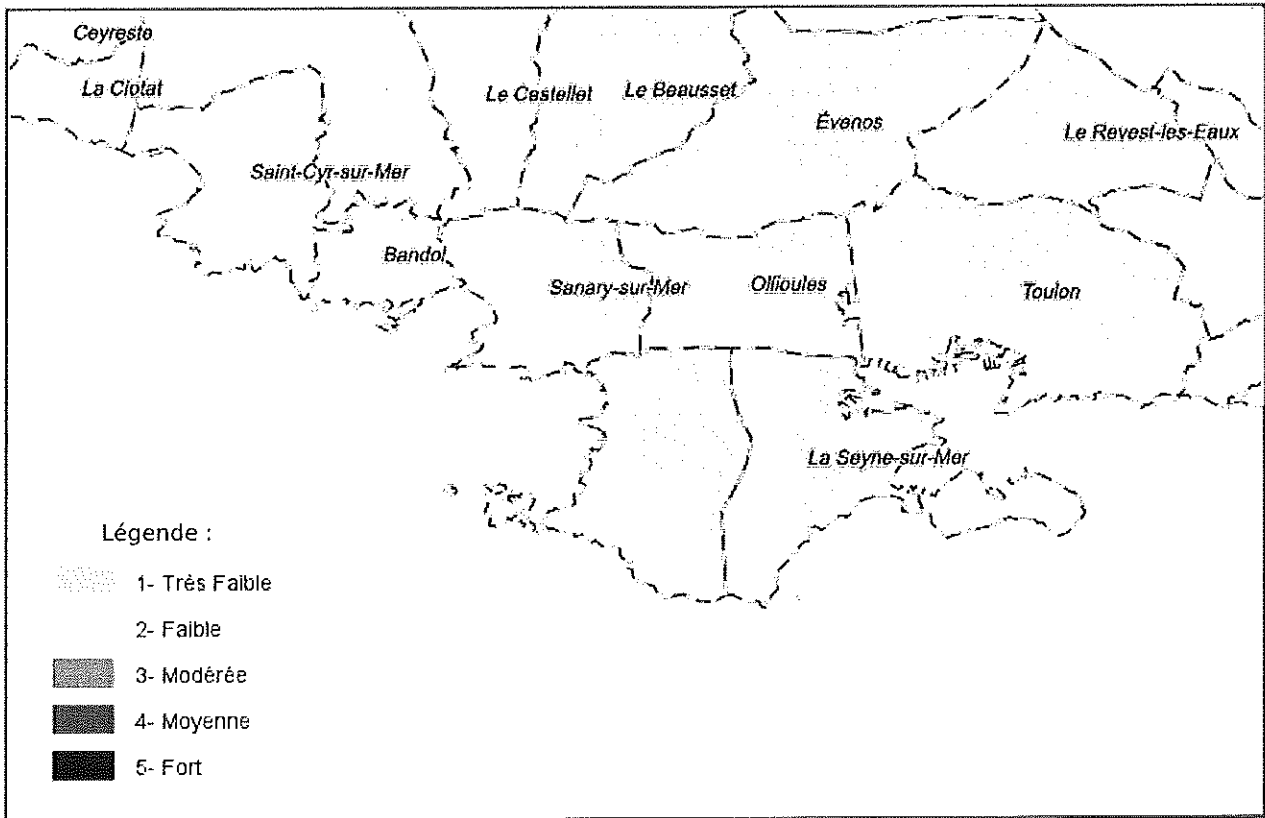 Ceyreste
La Ciotat
Le Castellet
Le Beausset
Évenos
Le Revest-les-Eaux
Saint-Cyr-sur-Mer
Bandol
Sanary-sur-Mer
Ollioules
Toulon
La Seyne-sur-Mer
Légende :
1- Très Faible
2- Faible
3- Modérée
4- Moyenne
5- Fort